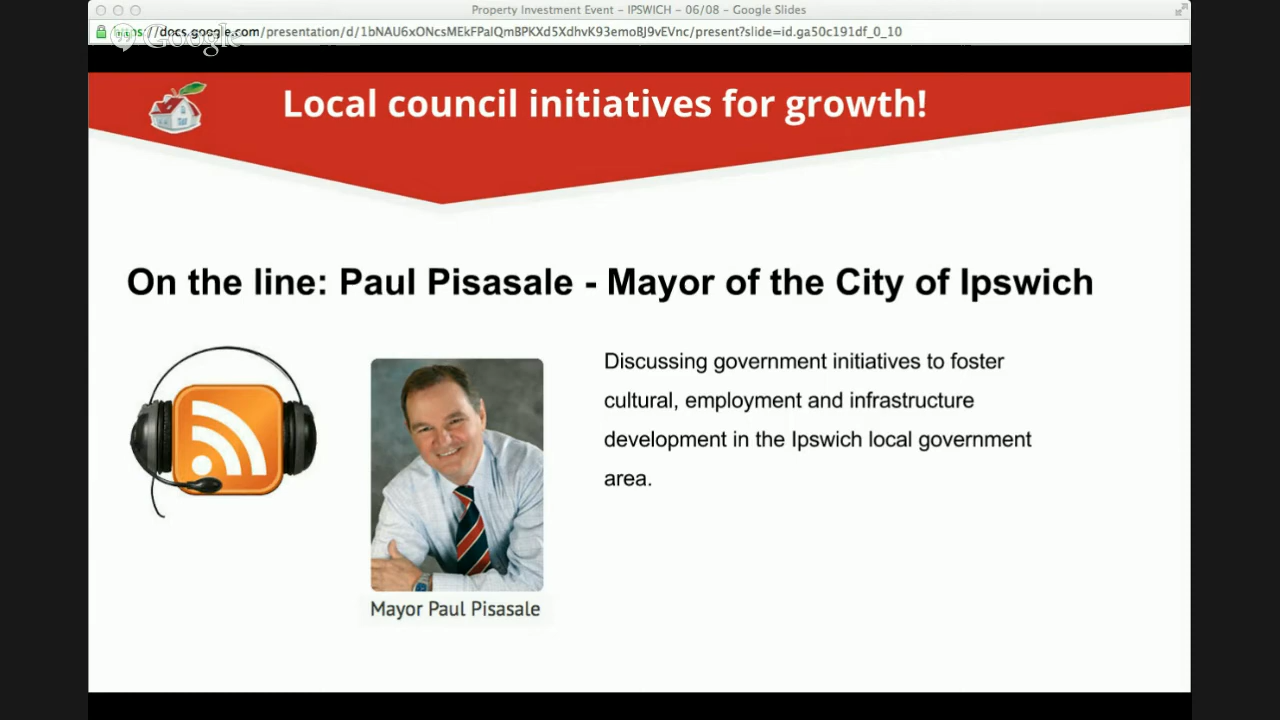 Property Investment Event – IPSWICH – 06/08 – Google Slides
https://docs.google.com/presentation/d/1bNAU6xONcsMEkFPalQmBPKXd5XdhvK93emoBJ9vEVnc/present?slide=id.ga50c191df_0_10
Google
Local council initiatives for growth!
On the line: Paul Pisasale - Mayor of the City of Ipswich
Discussing government initiatives to foster
cultural, employment and infrastructure
development in the Ipswich local government
area.
Mayor Paul Pisasale